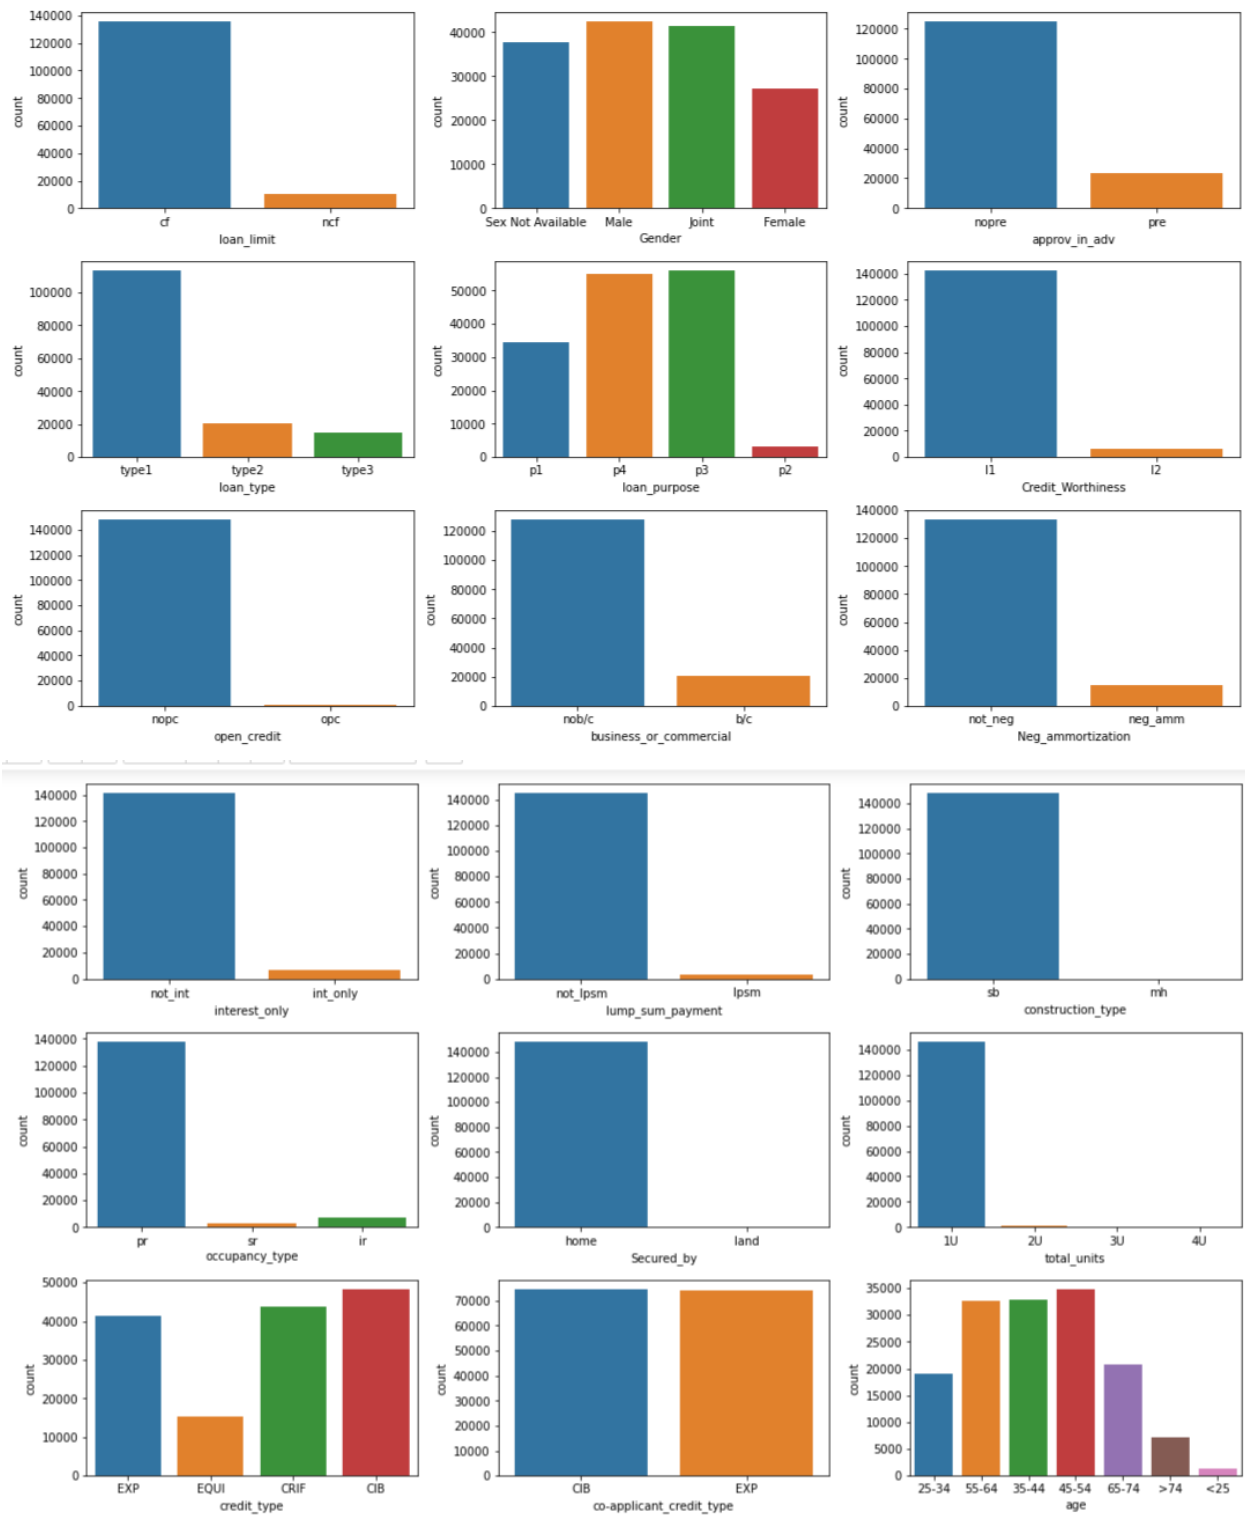 140000
120000
100000
80000
60000
40000
20000
0
count
cf ncf
loan_limit
40000
30000
20000
10000
0
count
Sex Not Available Male Joint Female
Gender
120000
100000
80000
60000
40000
20000
0
count
nopre pre
approv_in_adv
100000
80000
60000
40000
20000
0
count
type1 type2 type3
loan_type
50000
40000
30000
20000
10000
0
count
p1 p4 p3 p2
loan_purpose
140000
120000
100000
80000
60000
40000
20000
0
count
l1 l2
Credit_Worthiness
140000
120000
100000
80000
60000
40000
20000
0
count
nopc opc
open_credit
120000
100000
80000
60000
40000
20000
0
count
nob/c b/c
business_or_commercial
140000
120000
100000
80000
60000
40000
20000
0
count
not_neg neg_amm
Neg_ammortization
140000
120000
100000
80000
60000
40000
20000
0
count
not_int int_only
interest_only
140000
120000
100000
80000
60000
40000
20000
0
count
not_lpsm lpsm
lump_sum_payment
140000
120000
100000
80000
60000
40000
20000
0
count
sb mh
construction_type
140000
120000
100000
80000
60000
40000
20000
0
count
pr sr ir
occupancy_type
140000
120000
100000
80000
60000
40000
20000
0
count
home land
Secured_by
140000
120000
100000
80000
60000
40000
20000
0
count
1U 2U 3U 4U
total_units
50000
40000
30000
20000
10000
0
count
EXP EQUI CRIF CIB
credit_type
70000
60000
50000
40000
30000
20000
10000
0
count
CIB EXP
co-applicant_credit_type
35000
30000
25000
20000
15000
10000
5000
0
count
25-34 55-64 35-44 45-54 65-74 >74 <25
age